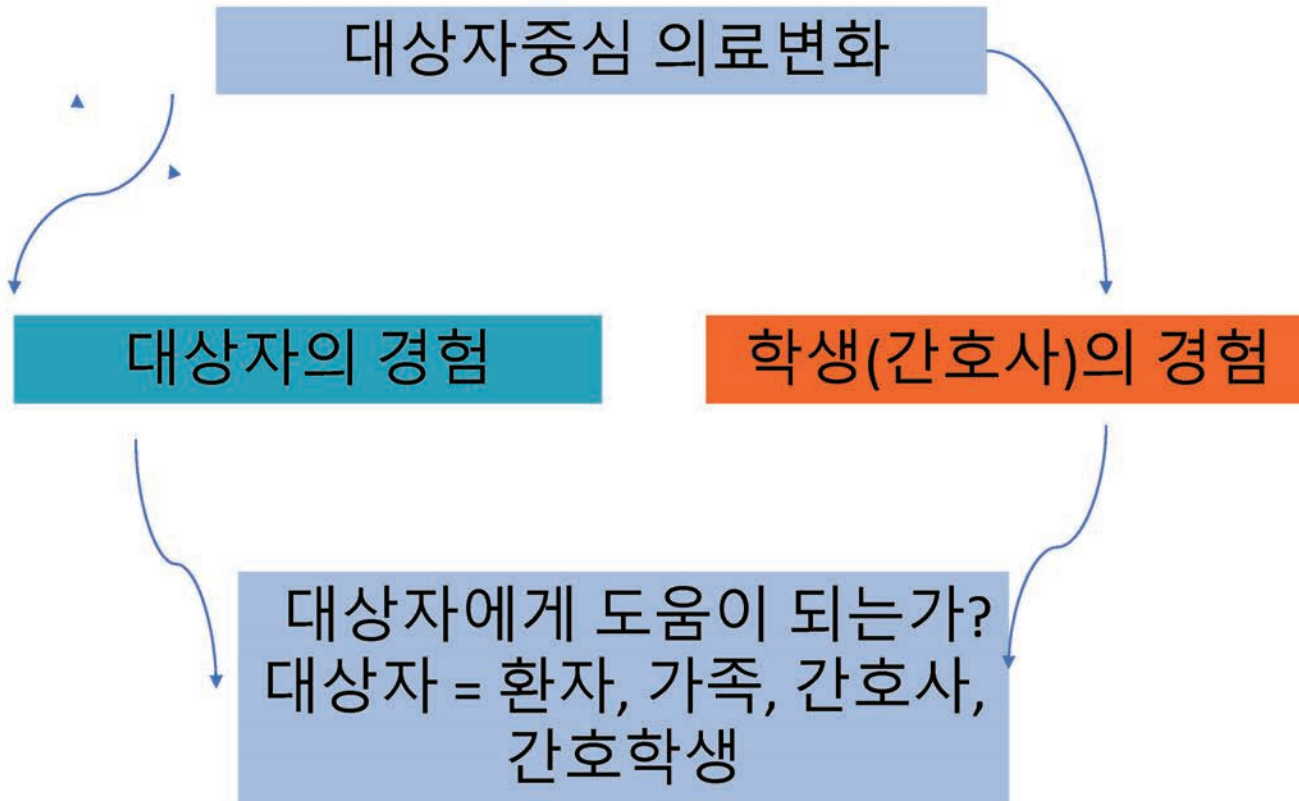 대상자중심 의료변화
대상자의 경험
학생(간호사)의 경험
대상자에게 도움이 되는가?
대상자 = 환자, 가족, 간호사,
간호학생